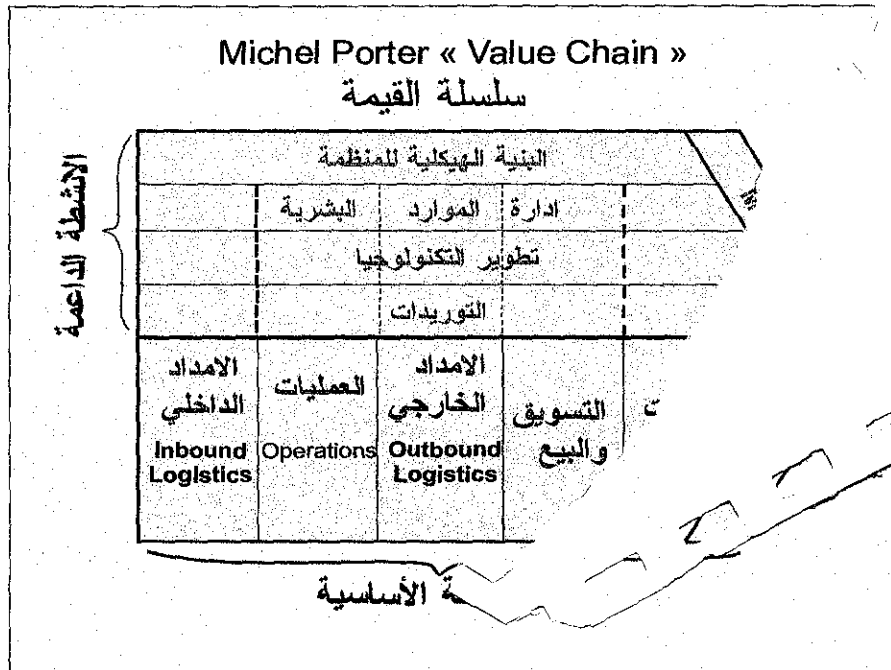 Michel Porter « Value Chain »
سلسلة القيمة
الانشطة الداعمة
البنية الهيكلية للمنظمة
ادارة الموارد البشرية
تطوير التكنولوجيا
التوريدات
الامداد
الداخلي
Inbound
Logistics
العمليات
Operations
الامداد
الخارجي
Outbound
Logistics
التسويق
والبيع
الأساسية